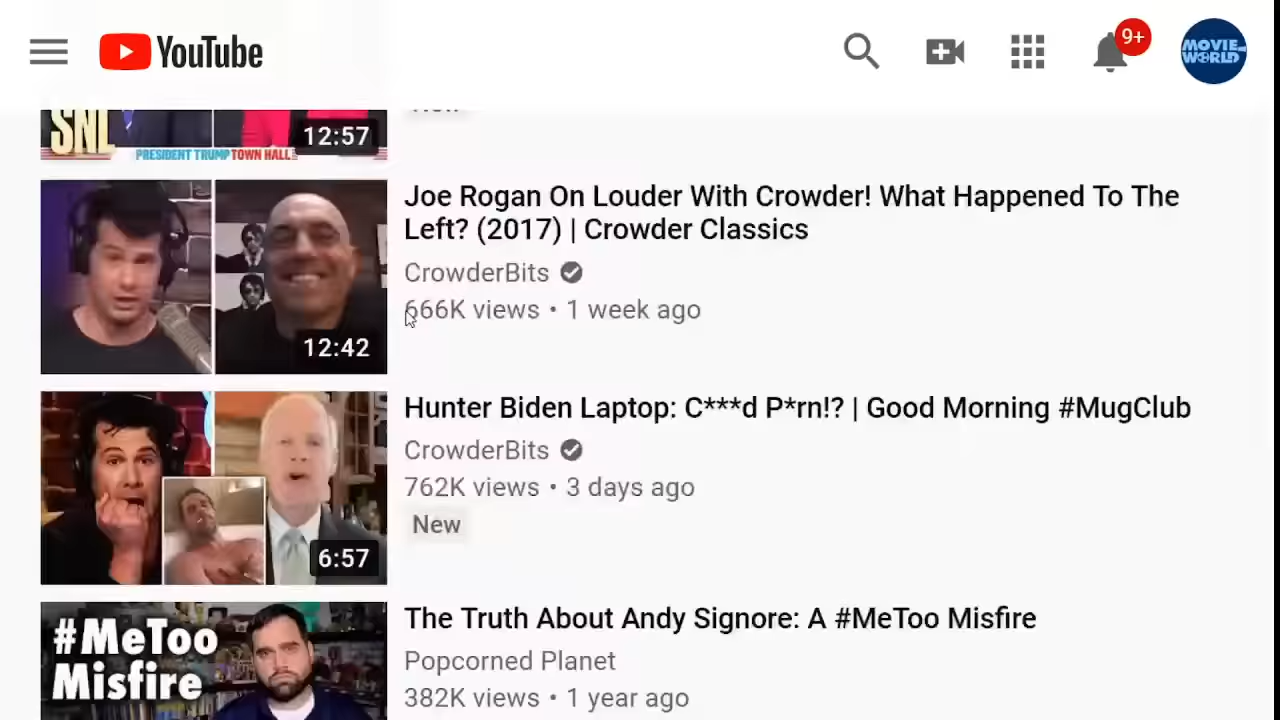 YouTube
9+
MOVIE
WORLD
SNL
PRESIDENT TRUMP TOWN HALL
12:57
Joe Rogan On Louder With Crowder! What Happened To The
Left? (2017) | Crowder Classics
CrowderBits
666K views • 1 week ago
12:42
Hunter Biden Laptop: C***d P*rn!? | Good Morning #MugClub
CrowderBits
762K views • 3 days ago
New
6:57
#MeToo
Misfire
The Truth About Andy Signore: A #MeToo Misfire
Popcorned Planet
382K views • 1 year ago